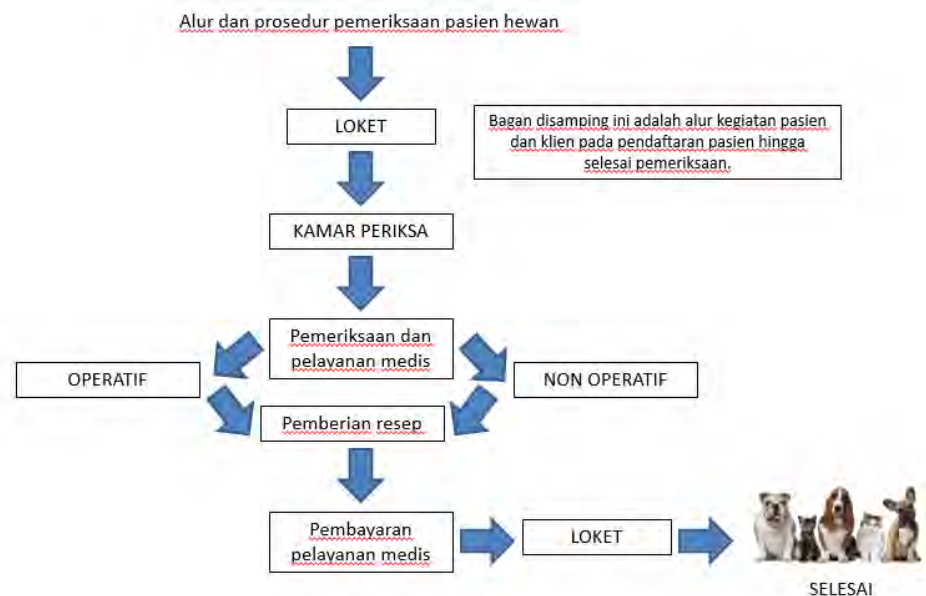 Alur dan prosedur pemeriksaan pasien hewan
LOKET
Bagan disamping ini adalah alur kegiatan pasien
dan klien pada pendaftaran pasien hingga
selesai pemeriksaan.
KAMAR PERIKSA
Pemeriksaan dan
pelayanan medis
OPERATIF
NON OPERATIF
Pemberian resep
Pembayaran
pelayanan medis
LOKET
SELESAI